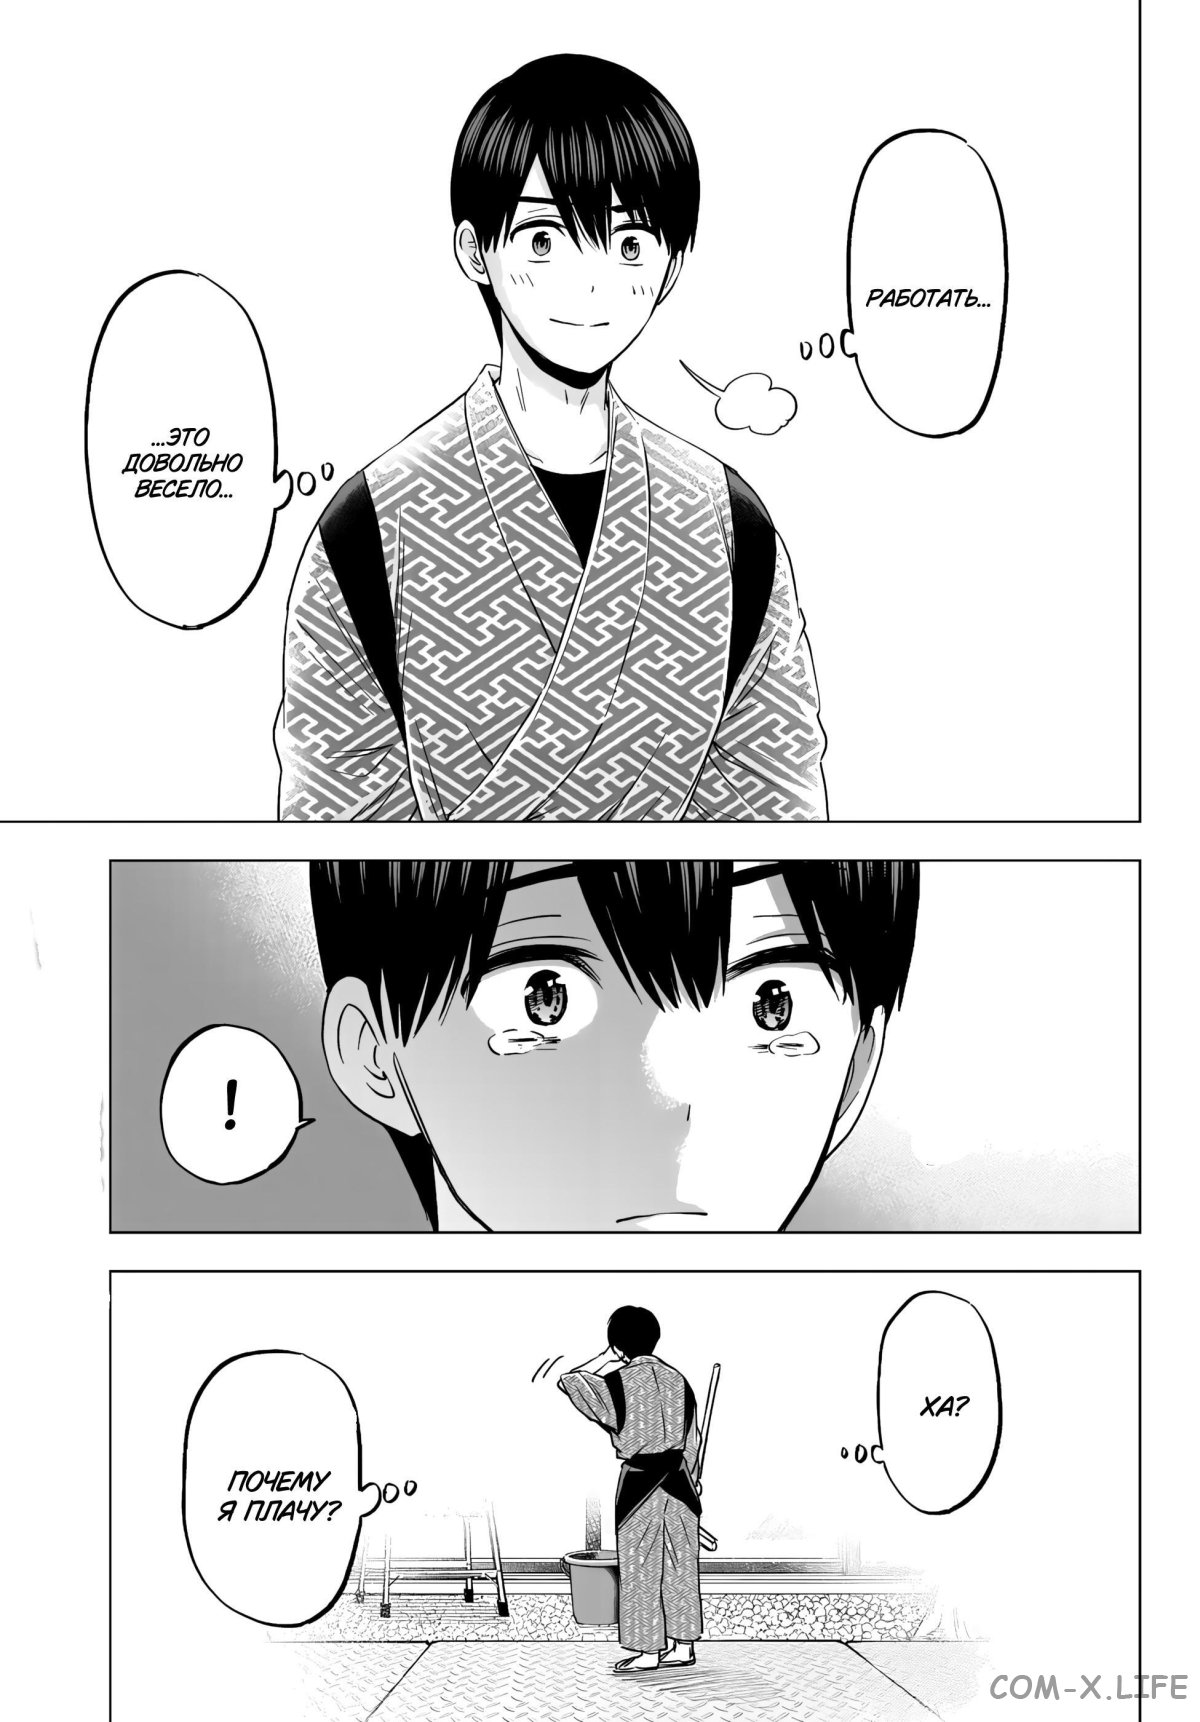 РАБОТАТЬ...
...ЭТО
ДОВОЛЬНО
ВЕСЕЛО...
!
ХА?
ПОЧЕМУ
Я ПЛАЧУ?
COM-X.LIFE